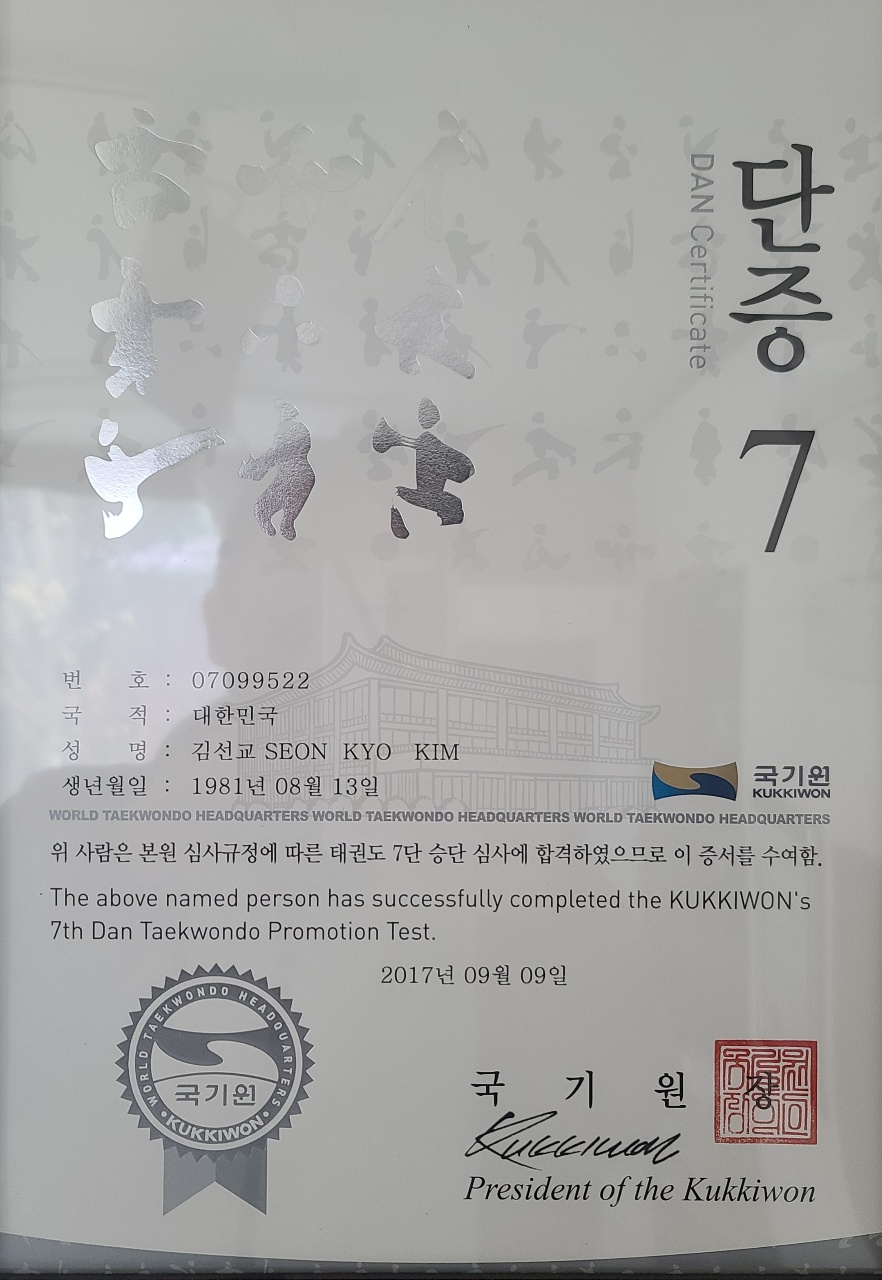 단증
DAN Certificate
7
번 호 : 07099522
국 적 : 대한민국
성 명 : 김선교 SEON KYO KIM
생년월일 : 1981년 08월 13일
국기원
KUKKIWON
WORLD TAEKWONDO HEADQUARTERS WORLD TAEKWONDO HEADQUARTERS WORLD TAEKWONDO HEADQUARTERS
위 사람은 본원 심사규정에 따른 태권도 7단 승단 심사에 합격하였으므로 이 증서를 수여함.
The above named person has successfully completed the KUKKIWON's
7th Dan Taekwondo Promotion Test.
2017년 09월 09일
WORLD TAEKWONDO HEADQUARTERS
국기원
KUKKIWON
국 기 원 장
Kukkiwon
President of the Kukkiwon